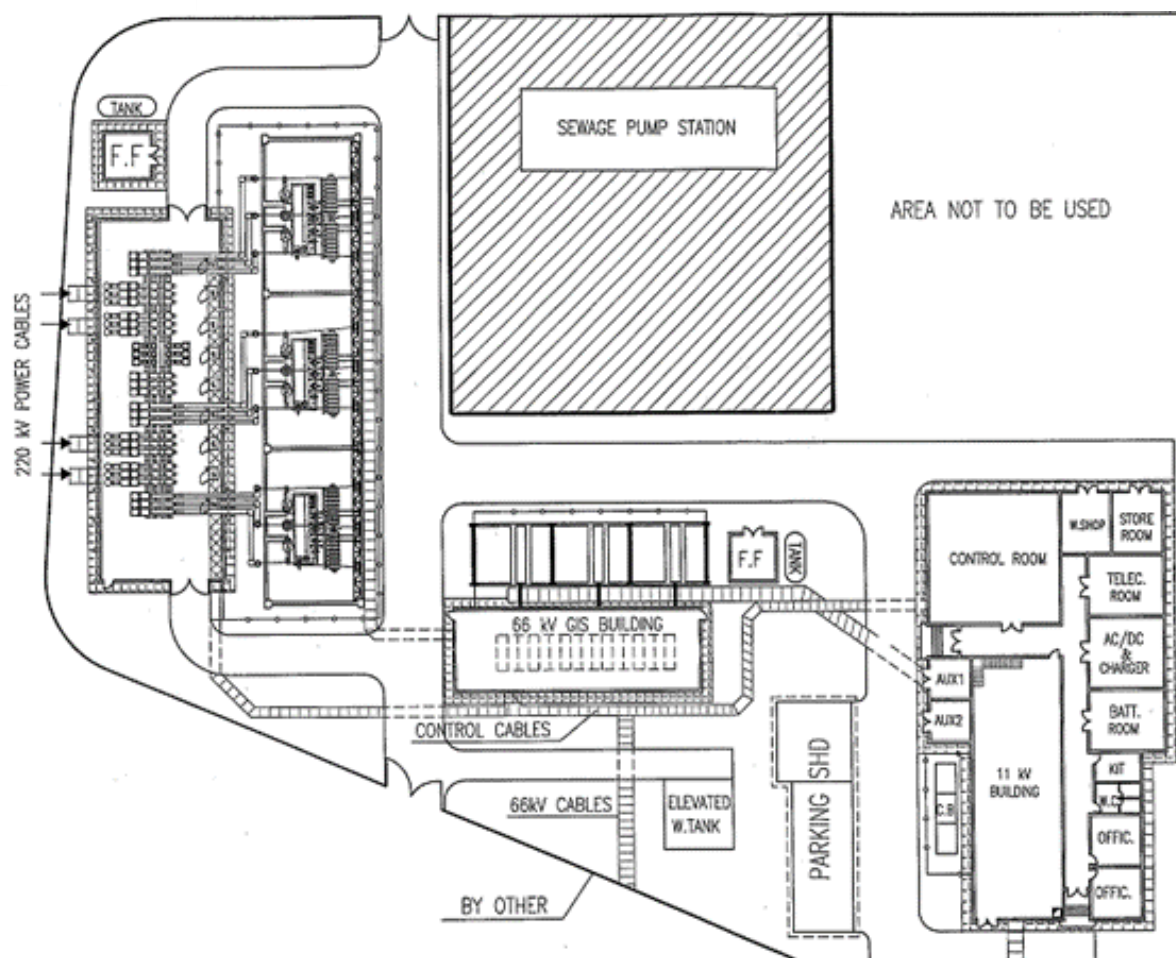 TANK
F.F
SEWAGE PUMP STATION
AREA NOT TO BE USED
220 kV POWER CABLES
CONTROL ROOM
W.SHOP
STORE
ROOM
TELEC.
ROOM
AC/DC
&
CHARGER
BATT.
ROOM
F.F
TANK
66 kV GIS BUILDING
AUX1
AUX2
CONTROL CABLES
PARKING SHD
11 kV
BUILDING
C.B
KIT
W.C
OFFIC.
OFFIC.
66kV CABLES
ELEVATED
W.TANK
BY OTHER